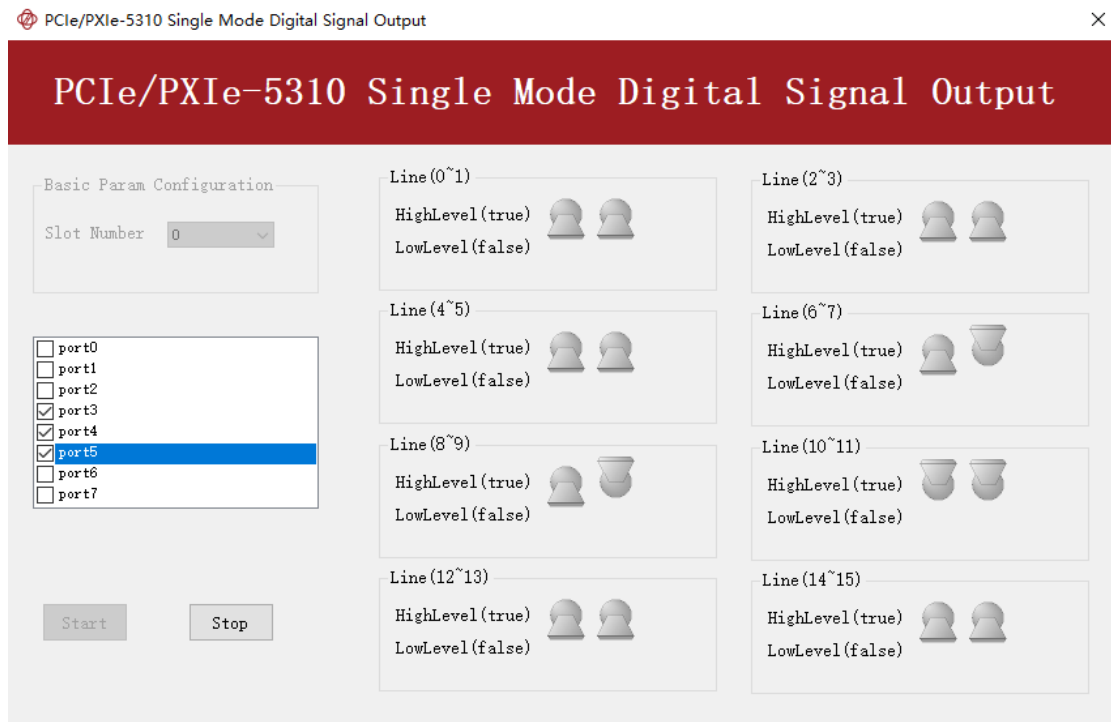 PCIe/PXIe-5310 Single Mode Digital Signal Output
PCIe/PXIe-5310 Single Mode Digital Signal Output
Basic Param Configuration
Slot Number 0
port0
port1
port2
port3
port4
port5
port6
port7
Start Stop
Line(0~1)
HighLevel(true)
LowLevel(false)
Line(2~3)
HighLevel(true)
LowLevel(false)
Line(4~5)
HighLevel(true)
LowLevel(false)
Line(6~7)
HighLevel(true)
LowLevel(false)
Line(8~9)
HighLevel(true)
LowLevel(false)
Line(10~11)
HighLevel(true)
LowLevel(false)
Line(12~13)
HighLevel(true)
LowLevel(false)
Line(14~15)
HighLevel(true)
LowLevel(false)